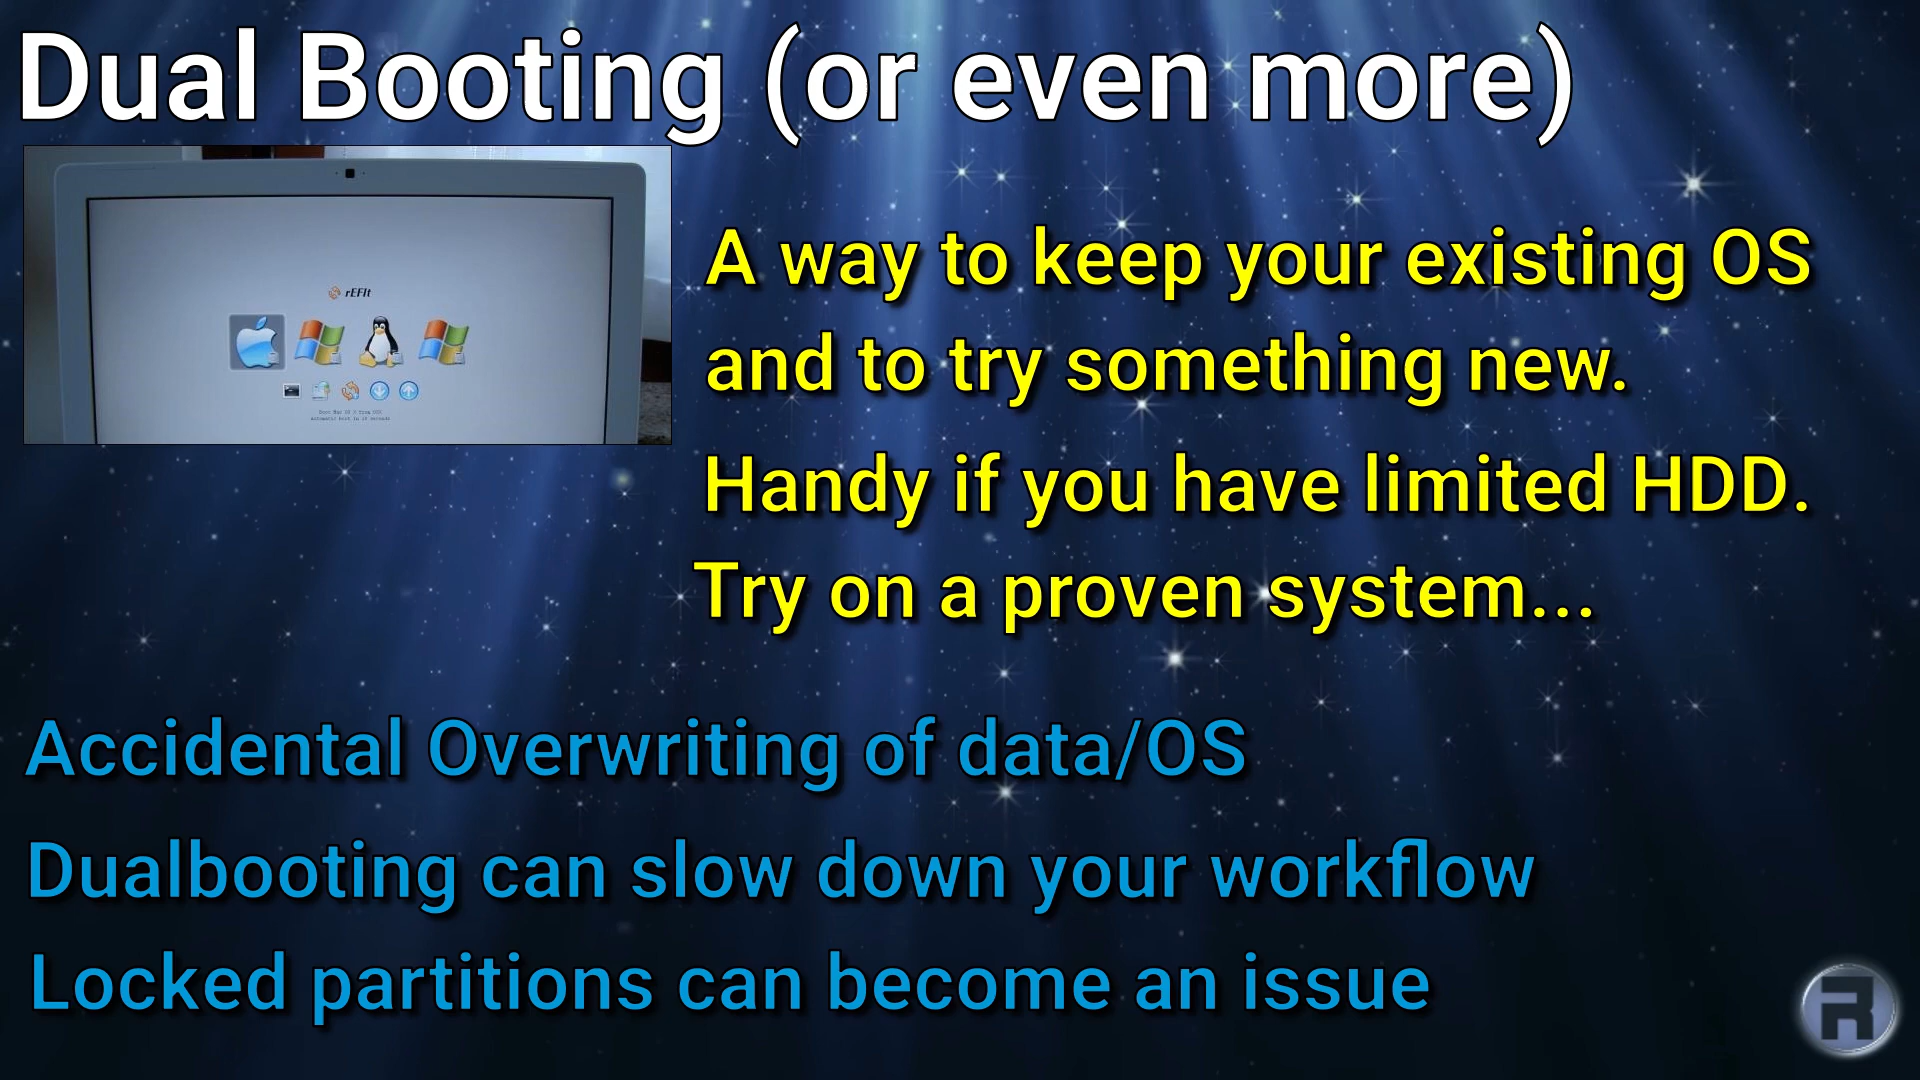 Dual Booting (or even more)
rEFIt
A way to keep your existing OS
and to try something new.
Handy if you have limited HDD.
Try on a proven system...
Accidental Overwriting of data/OS
Dualbooting can slow down your workflow
Locked partitions can become an issue
R